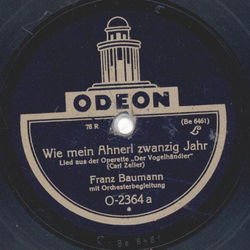 ODEON
76 R
(Be 6461)
L
Wie mein Ahnerl zwanzig Jahr
Lied aus der Operette „Der Vogelhändler"
(Carl Zeller)
Franz Baumann
mit Orchesterbegleitung
O-2364 a